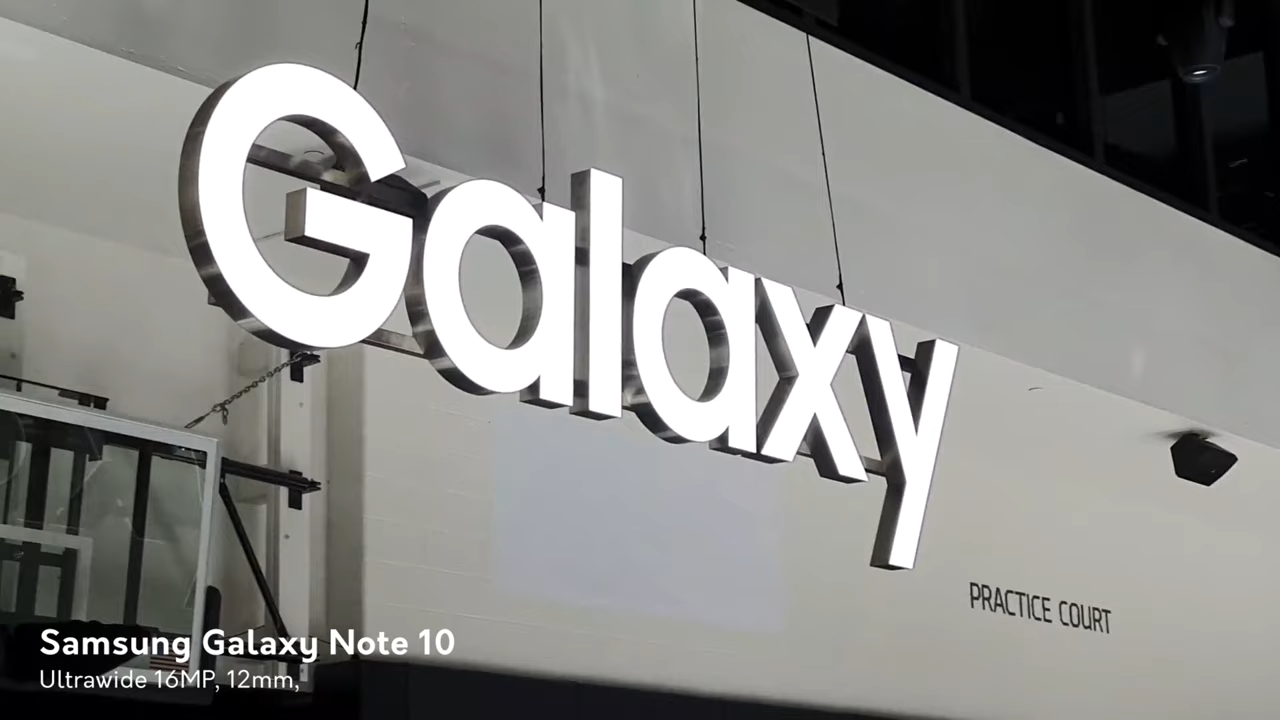 Galaxy
PRACTICE COURT
Samsung Galaxy Note 10
Ultrawide 16MP, 12mm,